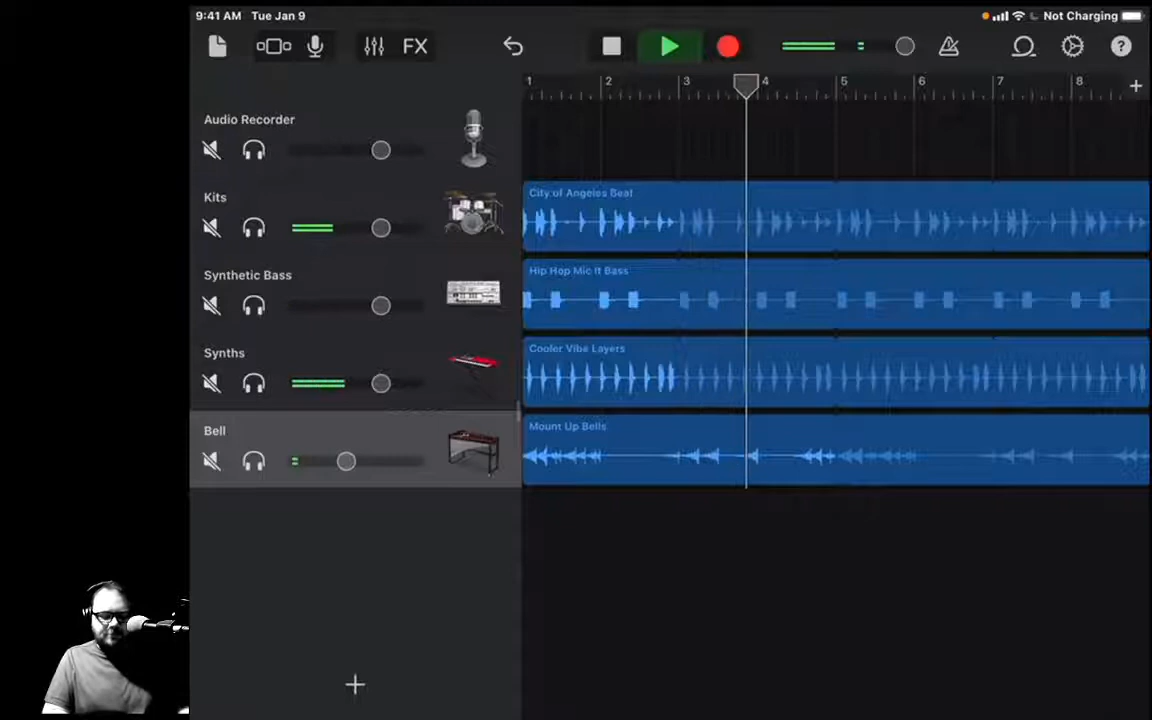 9:41 AM Tue Jan 9
Not Charging
FX
?
1 2 3 4 5 6 7 8 +
Audio Recorder
Kits
City of Angeles Beat
Synthetic Bass
Hip Hop Mic It Bass
Synths
Cooler Vibe Layers
Bell
Mount Up Bells
+